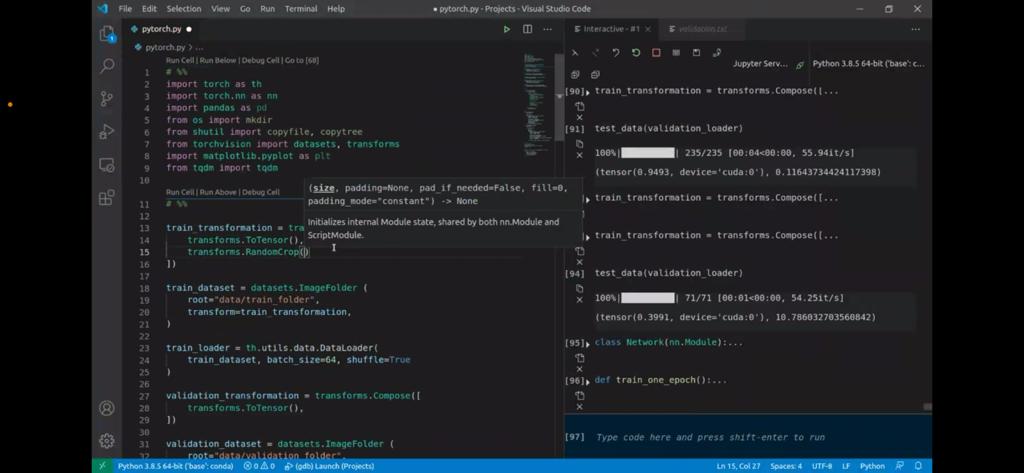 File Edit Selection View Go Run Terminal Help
● pytorch.py - Projects - Visual Studio Code
pytorch.py ●
pytorch.py > ...
Run Cell | Run Below | Debug Cell | Go to [68]
1 # %%
2 import torch as th
3 import torch.nn as nn
4 import pandas as pd
5 from os import mkdir
6 from shutil import copyfile, copytree
7 from torchvision import datasets, transforms
8 import matplotlib.pyplot as plt
9 from tqdm import tqdm
10
Run Cell | Run Above | Debug Cell
11 # %%
12
13 train_transformation = tra
14 transforms.ToTensor(),
15 transforms.RandomCrop()
16 ])
17
18 train_dataset = datasets.ImageFolder (
19 root="data/train_folder",
20 transform=train_transformation,
21 )
22
23 train_loader = th.utils.data.DataLoader(
24 train_dataset, batch_size=64, shuffle=True
25 )
26
27 validation_transformation = transforms.Compose([
28 transforms.ToTensor(),
29 ])
30
31 validation_dataset = datasets.ImageFolder (
32 root="data/validation_folder",
(size, padding=None, pad_if_needed=False, fill=0,
padding_mode="constant") -> None
Initializes internal Module state, shared by both nn.Module and
ScriptModule.
Interactive - #1
validation.txt
Jupyter Serv...
Python 3.8.5 64-bit ('base': c...
[90] train_transformation = transforms.Compose([...
[91] test_data(validation_loader)
100%| | 235/235 [00:04<00:00, 55.94it/s]
(tensor(0.9493, device='cuda:0'), 0.11643734424117398)
train_transformation = transforms.Compose([...
train_transformation = transforms.Compose([...
[94] test_data(validation_loader)
100%| | 71/71 [00:01<00:00, 54.25it/s]
(tensor(0.3991, device='cuda:0'), 10.786032703560842)
[95] class Network(nn.Module):...
[96] def train_one_epoch():...
[97] Type code here and press shift-enter to run
Python 3.8.5 64-bit ('base': conda) 0 0 (gdb) Launch (Projects)
Ln 15, Col 27 Spaces: 4 UTF-8 LF Python